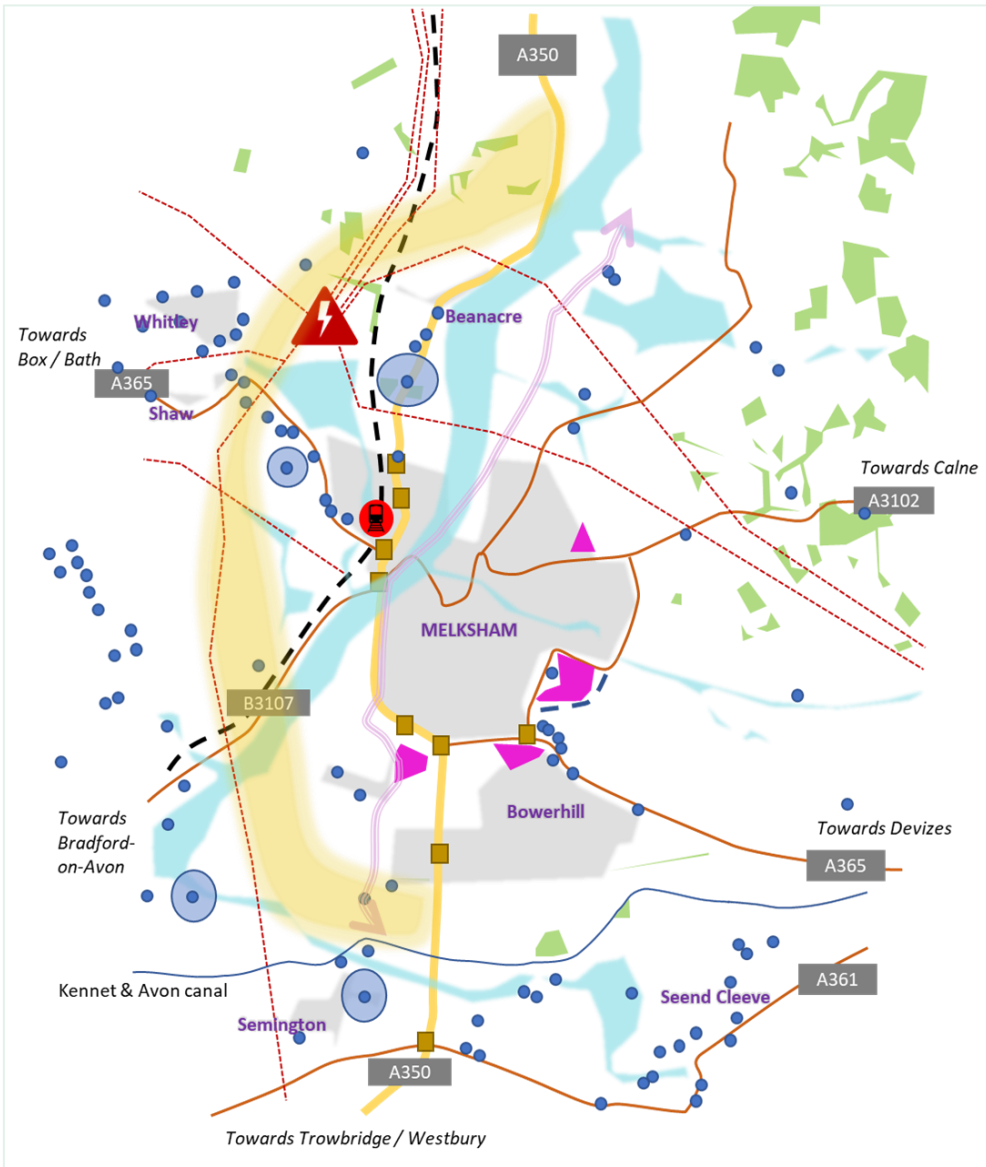 A350
Whitley
Beanacre
Towards
Box / Bath
A365
Shaw
Towards Calne
A3102
MELKSHAM
B3107
Towards
Bradford-
on-Avon
Bowerhill
Towards Devizes
A365
Kennet & Avon canal
Seend Cleeve
A361
Semington
A350
Towards Trowbridge / Westbury